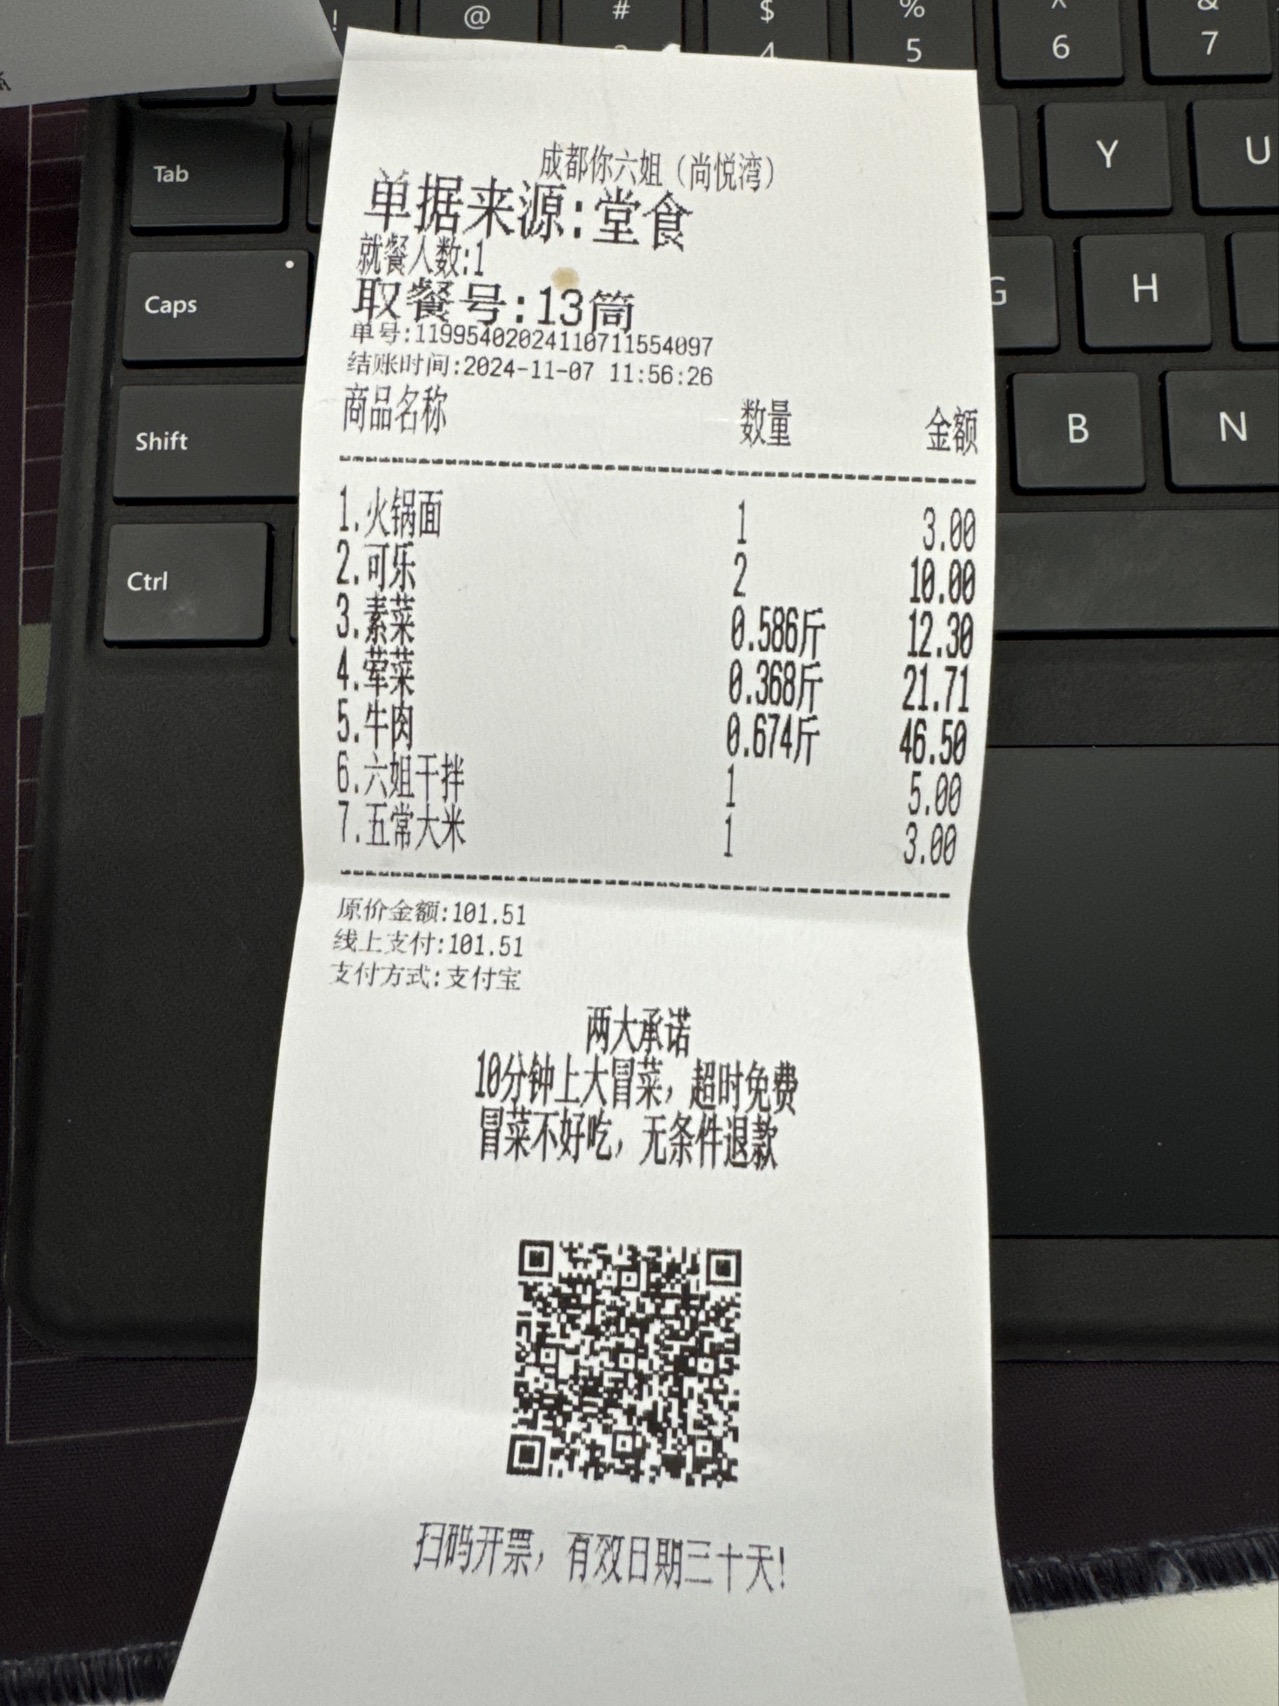 成都你六姐（尚悦湾）
单据来源:堂食
就餐人数:1
取餐号:13筒
单号:11995402024110711554097
结账时间:2024-11-07 11:56:26
商品名称 数量 金额
1.火锅面 1 3.00
2.可乐 2 10.00
3.素菜 0.586斤 12.30
4.荤菜 0.368斤 21.71
5.牛肉 0.674斤 46.50
6.六姐干拌 1 5.00
7.五常大米 1 3.00
原价金额:101.51
线上支付:101.51
支付方式:支付宝
两大承诺
10分钟上大冒菜，超时免费
冒菜不好吃，无条件退款
扫码开票，有效日期三十天!
! @ # $ % ^ &
4 5 6 7
Tab Y U
Caps G H
Shift B N
Ctrl